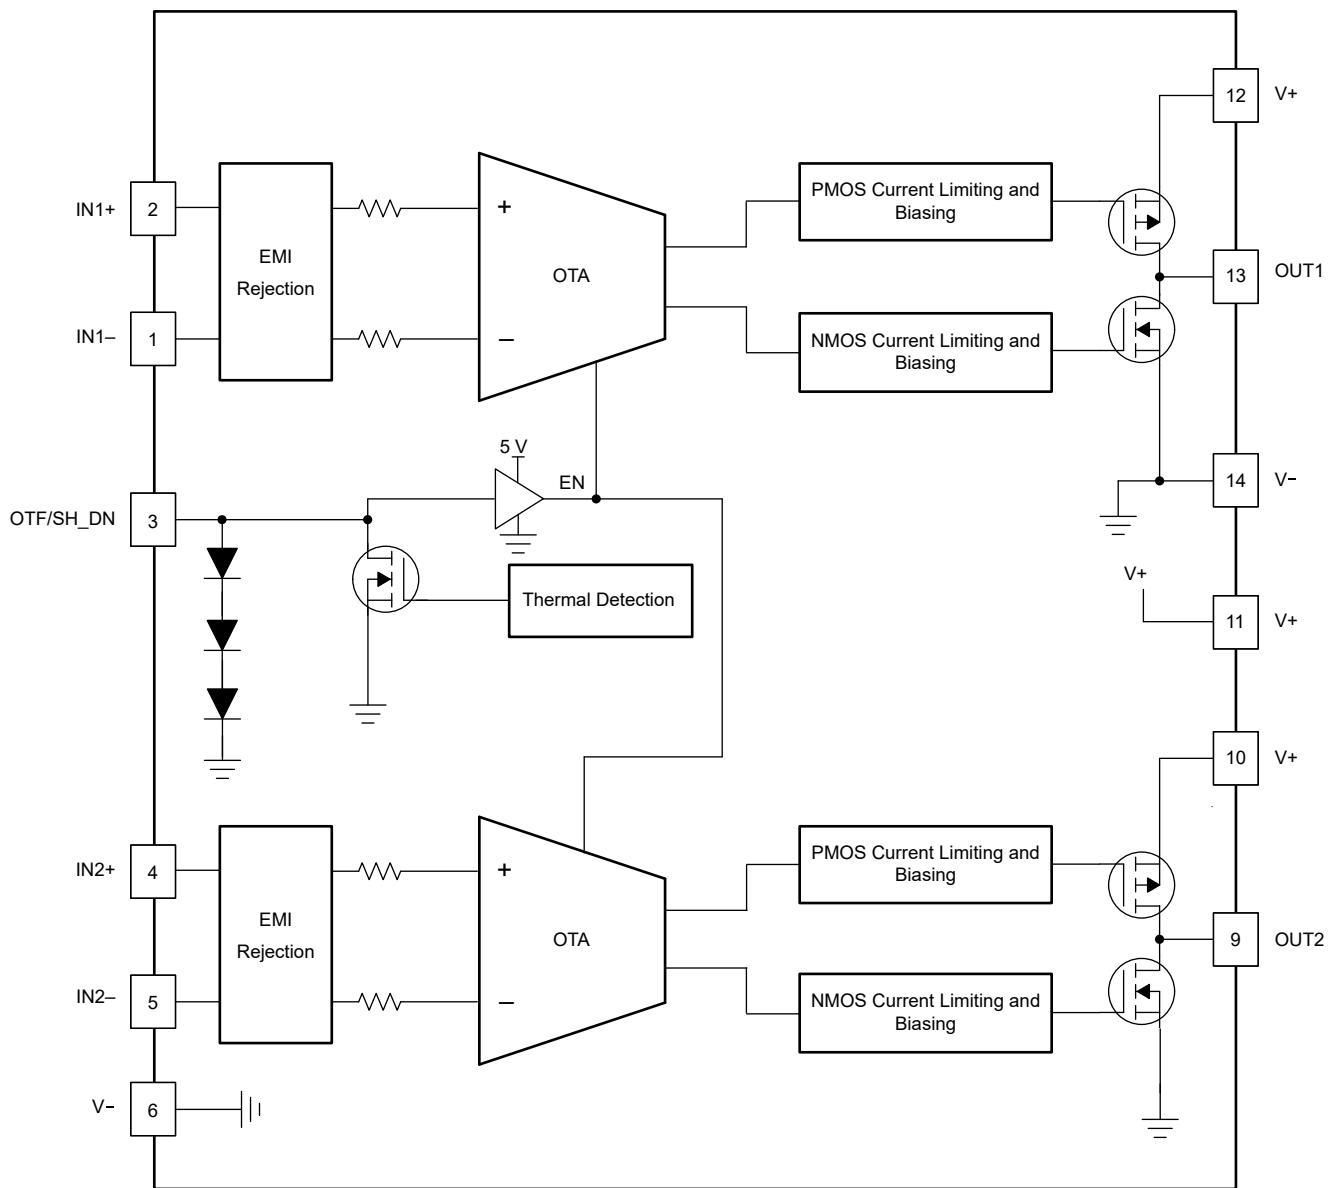 12 V+
PMOS Current Limiting and
Biasing
IN1+ 2
+
EMI
Rejection
OTA
13 OUT1
IN1– 1
–
NMOS Current Limiting and
Biasing
5 V
EN
14 V–
OTF/SH_DN 3
V+
Thermal Detection
11 V+
10 V+
PMOS Current Limiting and
Biasing
IN2+ 4
+
EMI
Rejection
OTA
9 OUT2
IN2– 5
–
NMOS Current Limiting and
Biasing
V– 6